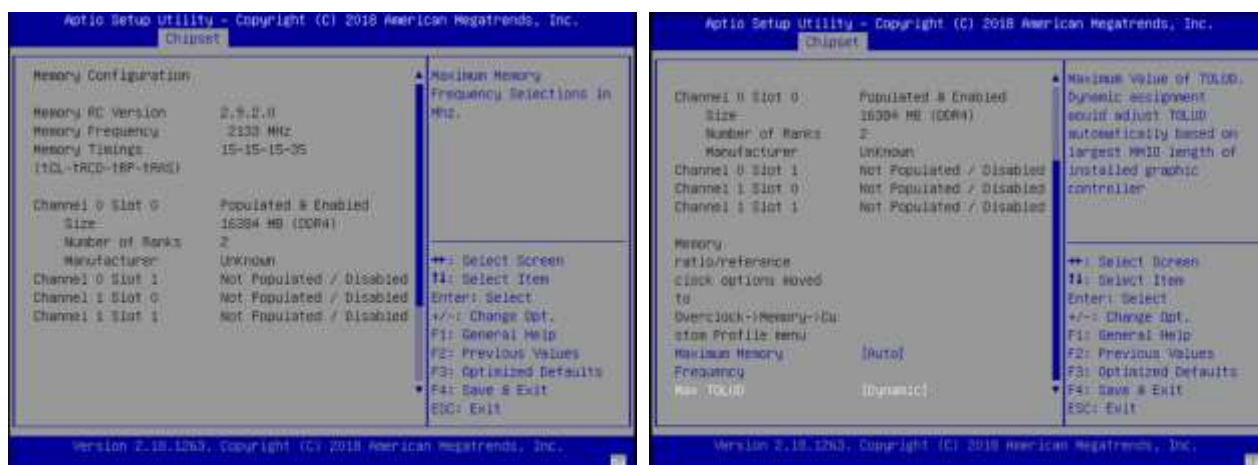 Aptio Setup Utility - Copyright (C) 2018 American Megatrends, Inc.
Chipset
Memory Configuration
Memory RC Version 2.9.2.0
Memory Frequency 2133 MHz
Memory Timings 15-15-15-35
(tCL-tRCD-tRP-tRAS)
Channel 0 Slot 0 Populated & Enabled
Size 16384 MB (DDR4)
Number of Ranks 2
Manufacturer Unknown
Channel 0 Slot 1 Not Populated / Disabled
Channel 1 Slot 0 Not Populated / Disabled
Channel 1 Slot 1 Not Populated / Disabled
Maximum Memory
Frequency Selections in
Mhz.
: Select Screen
↑↓: Select Item
Enter: Select
+/-: Change Opt.
F1: General Help
F2: Previous Values
F3: Optimized Defaults
F4: Save & Exit
ESC: Exit
Version 2.18.1263. Copyright (C) 2018 American Megatrends, Inc.
Aptio Setup Utility - Copyright (C) 2018 American Megatrends, Inc.
Chipset
Channel 0 Slot 0 Populated & Enabled
Size 16384 MB (DDR4)
Number of Ranks 2
Manufacturer Unknown
Channel 0 Slot 1 Not Populated / Disabled
Channel 1 Slot 0 Not Populated / Disabled
Channel 1 Slot 1 Not Populated / Disabled
Memory
ratio/reference
clock options moved
to
Overclock->Memory->Cu
stom Profile menu
Maximum Memory [Auto]
Frequency
Max TOLUD [Dynamic]
Maximum Value of TOLUD.
Dynamic assignment
would adjust TOLUD
automatically based on
largest MMIO length of
installed graphic
controller
: Select Screen
↑↓: Select Item
Enter: Select
+/-: Change Opt.
F1: General Help
F2: Previous Values
F3: Optimized Defaults
F4: Save & Exit
ESC: Exit
Version 2.18.1263. Copyright (C) 2018 American Megatrends, Inc.